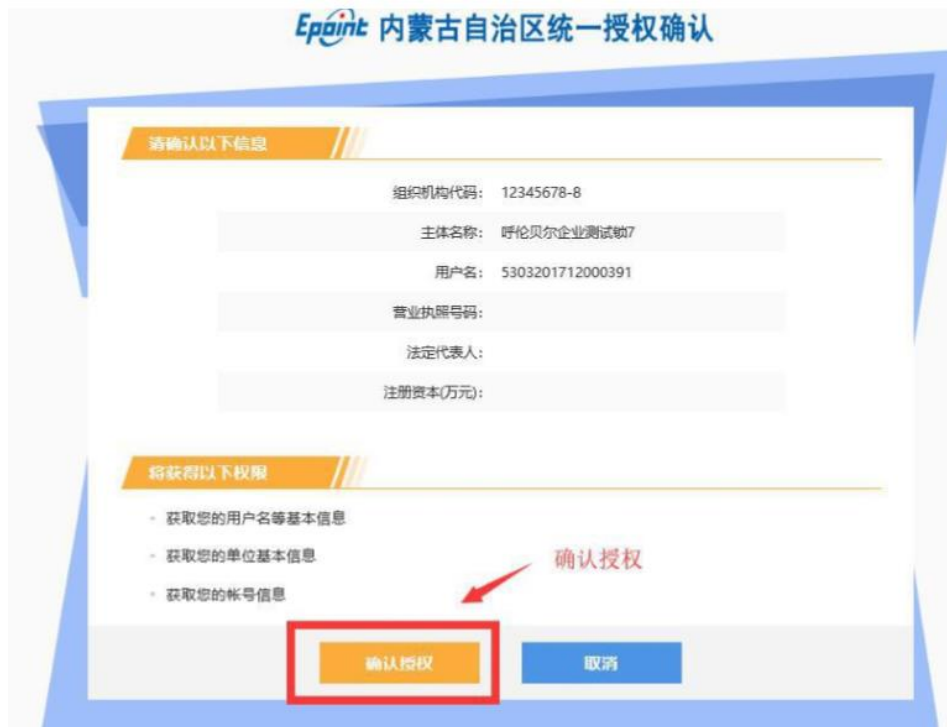 Epoint 内蒙古自治区统一授权确认
请确认以下信息
组织机构代码： 12345678-8
主体名称： 呼伦贝尔企业测试锁7
用户名： 5303201712000391
营业执照号码：
法定代表人：
注册资本(万元)：
将获得以下权限
获取您的用户名等基本信息
获取您的单位基本信息
确认授权
获取您的帐号信息
确认授权 取消